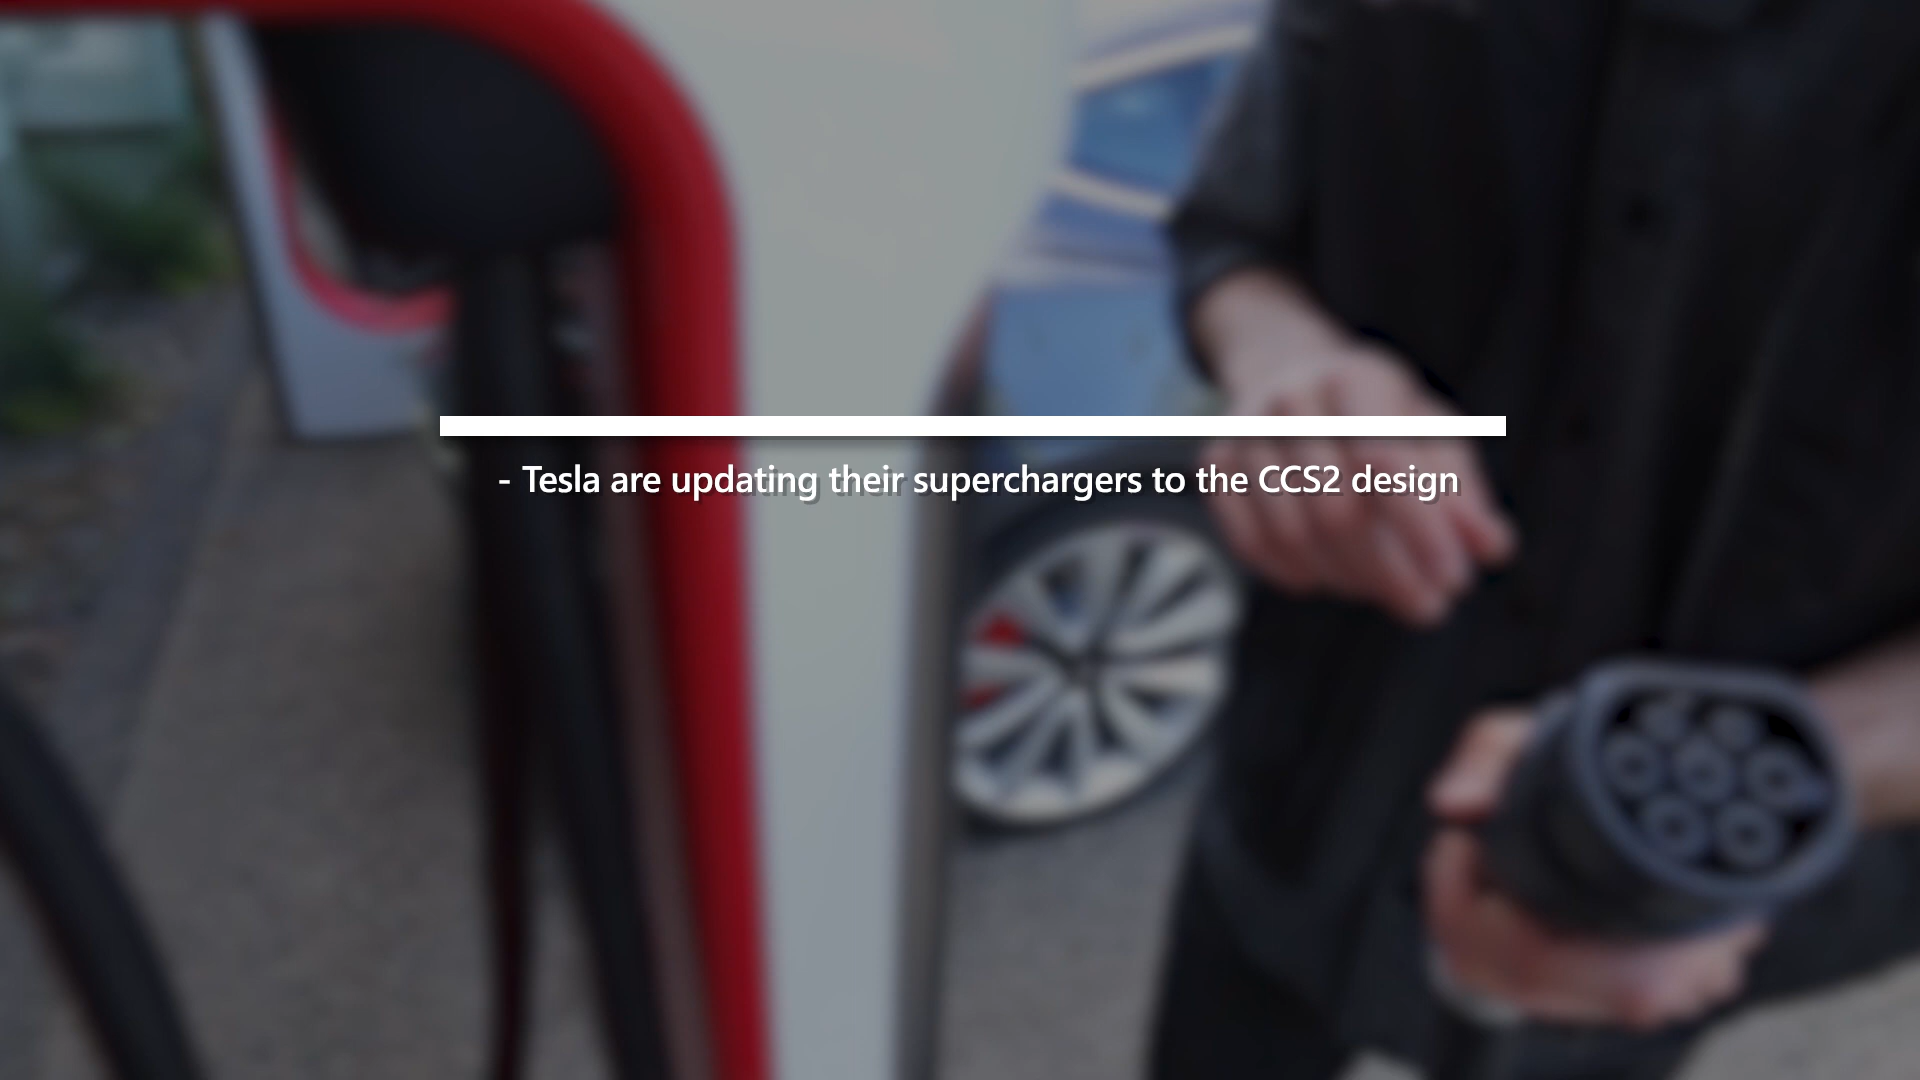 - Tesla are updating their superchargers to the CCS2 design